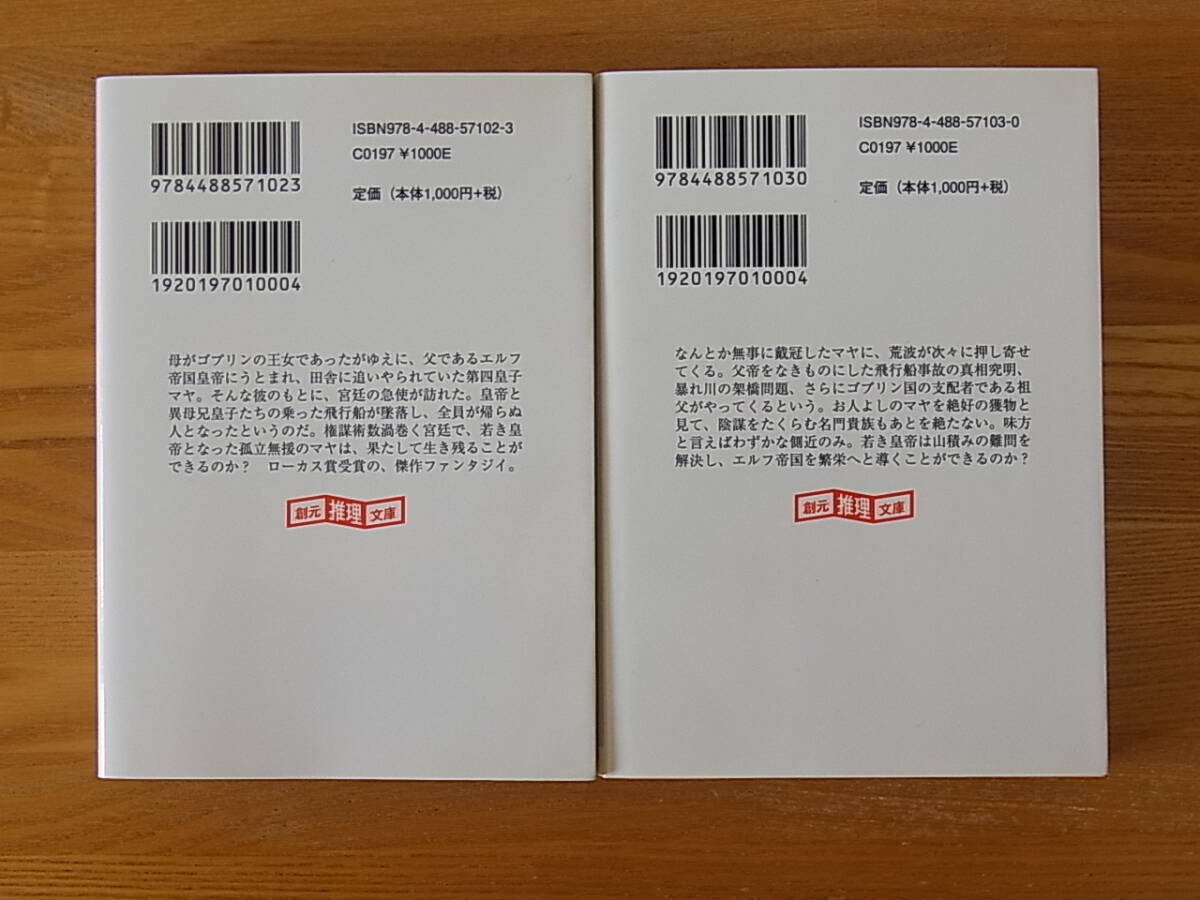 ISBN978-4-488-57102-3
C0197 ¥1000E
9784488571023
定価(本体1,000円+税)
1920197010004
母がゴブリンの王女であったがゆえに、父であるエルフ
帝国皇帝にうとまれ、田舎に追いやられていた第四皇子
マヤ。そんな彼のもとに、宮廷の急使が訪れた。皇帝と
異母兄皇子たちの乗った飛行船が墜落し、全員が帰らぬ
人となったというのだ。権謀術数渦巻く宮廷で、若き皇
帝となった孤立無援のマヤは、果たして生き残ることが
できるのか? ローカス賞受賞の、傑作ファンタジイ。
創元推理文庫
ISBN978-4-488-57103-0
C0197 ¥1000E
9784488571030
定価(本体1,000円+税)
1920197010004
なんとか無事に戴冠したマヤに、荒波が次々に押し寄せ
てくる。父帝をなきものにした飛行船事故の真相究明、
暴れ川の架橋問題、さらにゴブリン国の支配者である祖
父がやってくるという。お人よしのマヤを絶好の獲物と
見て、陰謀をたくらむ名門貴族もあとを絶たない。味方
と言えばわずかな側近のみ。若き皇帝は山積みの難問を
解決し、エルフ帝国を繁栄へと導くことができるのか?
創元推理文庫